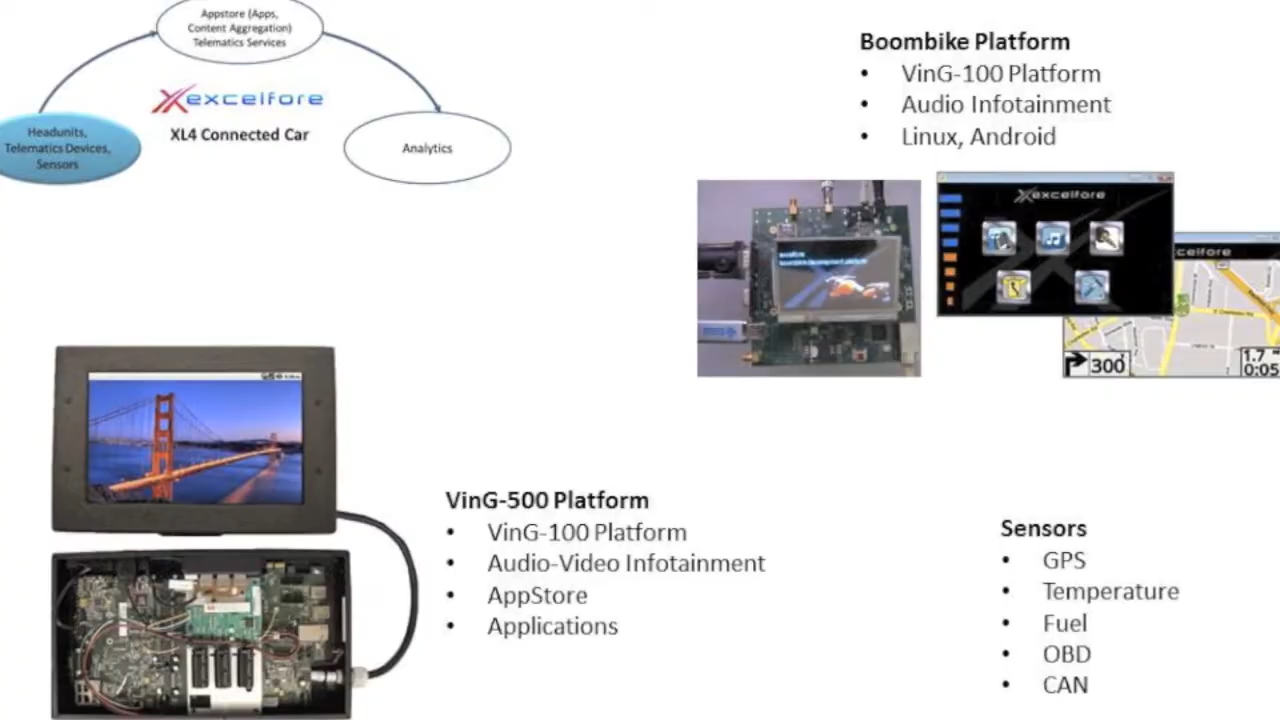 Appstore (Apps,
Content Aggregation)
Telematics Services
excelfore
XL4 Connected Car
Headunits,
Telematics Devices,
Sensors
Analytics
Boombike Platform
• VinG-100 Platform
• Audio Infotainment
• Linux, Android
excelfore
celfore
300
1.7
0:05
VinG-500 Platform
• VinG-100 Platform
• Audio-Video Infotainment
• AppStore
• Applications
Sensors
• GPS
• Temperature
• Fuel
• OBD
• CAN